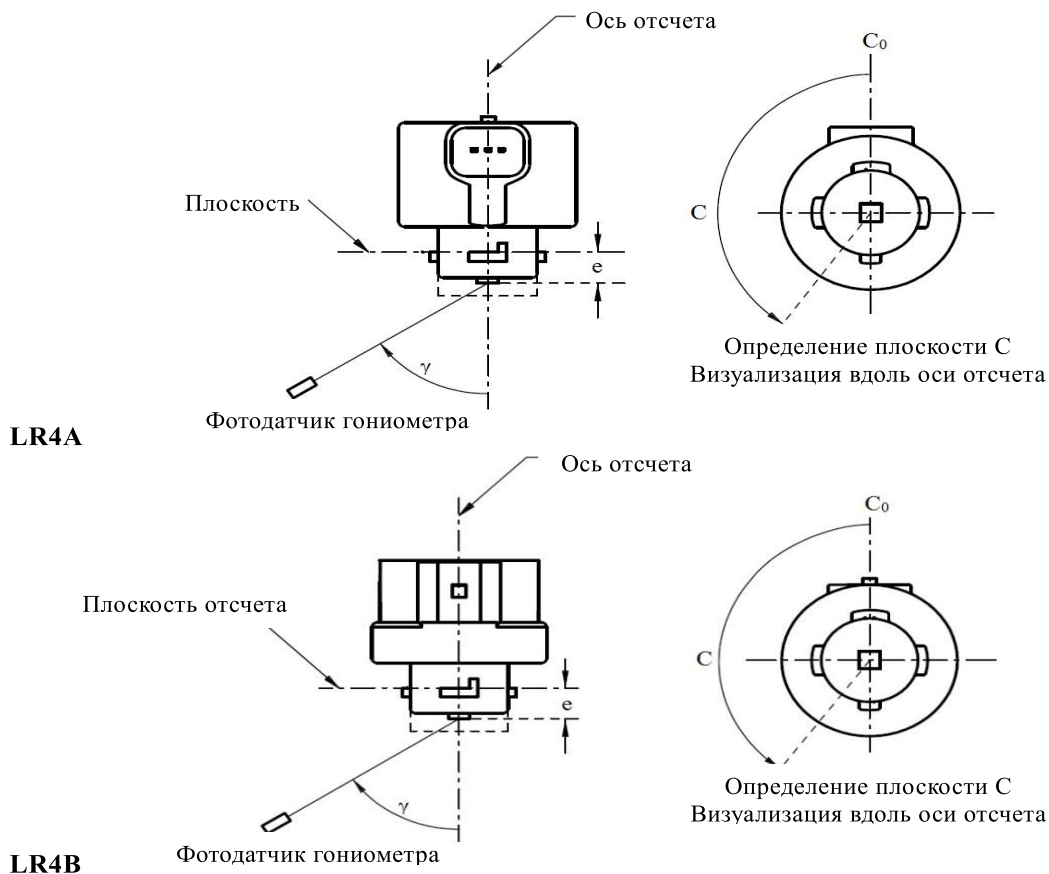 Ось отсчета
C₀
Плоскость
C
e
Определение плоскости C
Визуализация вдоль оси отсчета
γ
Фотодатчик гониометра
LR4A
Ось отсчета
C₀
Плоскость отсчета
C
e
Определение плоскости C
Визуализация вдоль оси отсчета
γ
Фотодатчик гониометра
LR4B